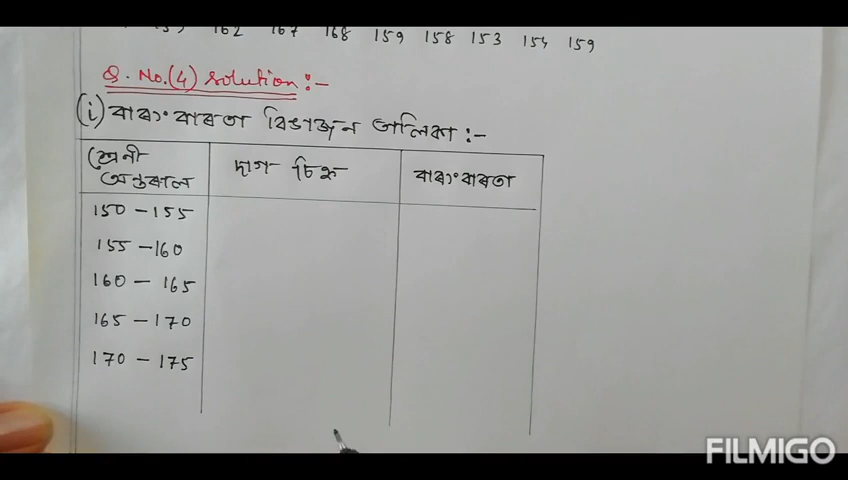 162 167 168 159 158 153 154 159
Q. No.(4) solution:-
(i) বাৰংবাৰতা বিভাজন তালিকা :-
শ্ৰেনী অন্তৰাল দাগ চিহ্ন বাৰংবাৰতা
150 - 155
155 - 160
160 - 165
165 - 170
170 - 175
FILMIGO